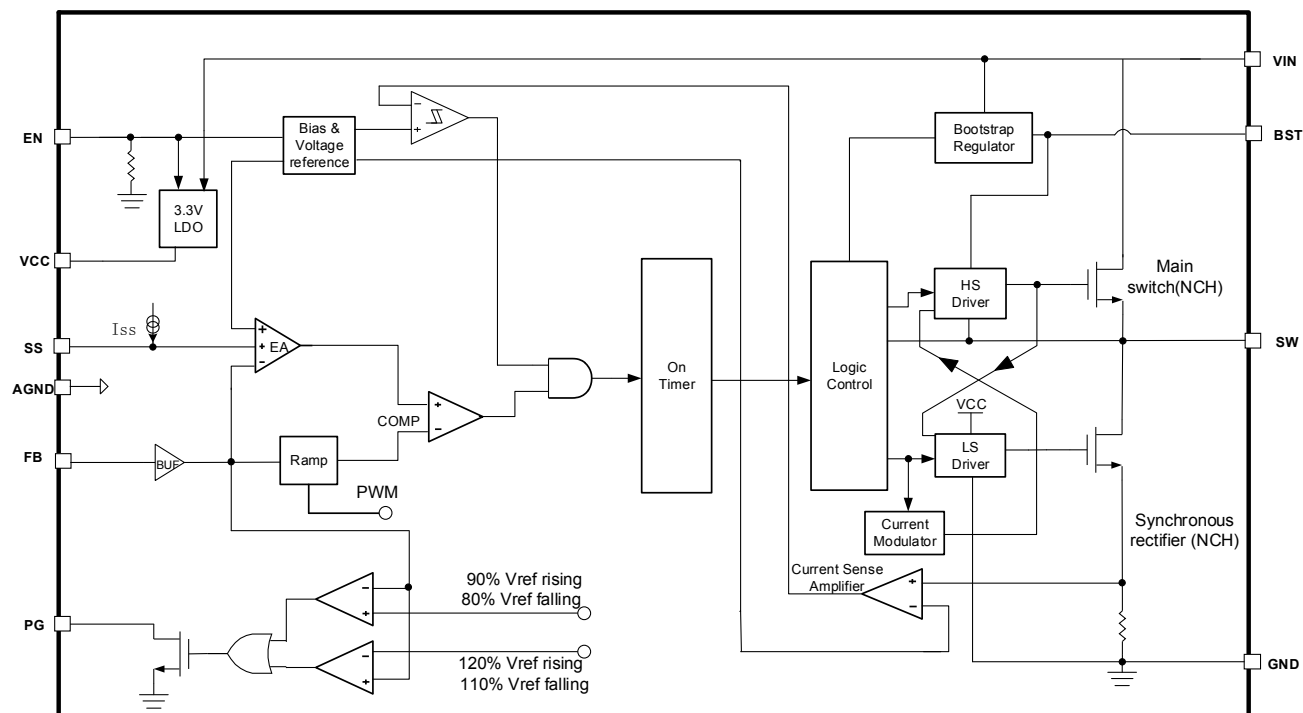 VIN
EN
Bias &
Voltage
reference
Bootstrap
Regulator
BST
3.3V
LDO
VCC
HS
Driver
Main
switch(NCH)
Iss
SS
EA
SW
On
Timer
Logic
Control
AGND
COMP
VCC
FB
BUF
Ramp
LS
Driver
PWM
Current
Modulator
Synchronous
rectifier (NCH)
Current Sense
Amplifier
90% Vref rising
80% Vref falling
PG
120% Vref rising
110% Vref falling
GND
+
−
+
+
−
+
−
−
+
−
+
+
−